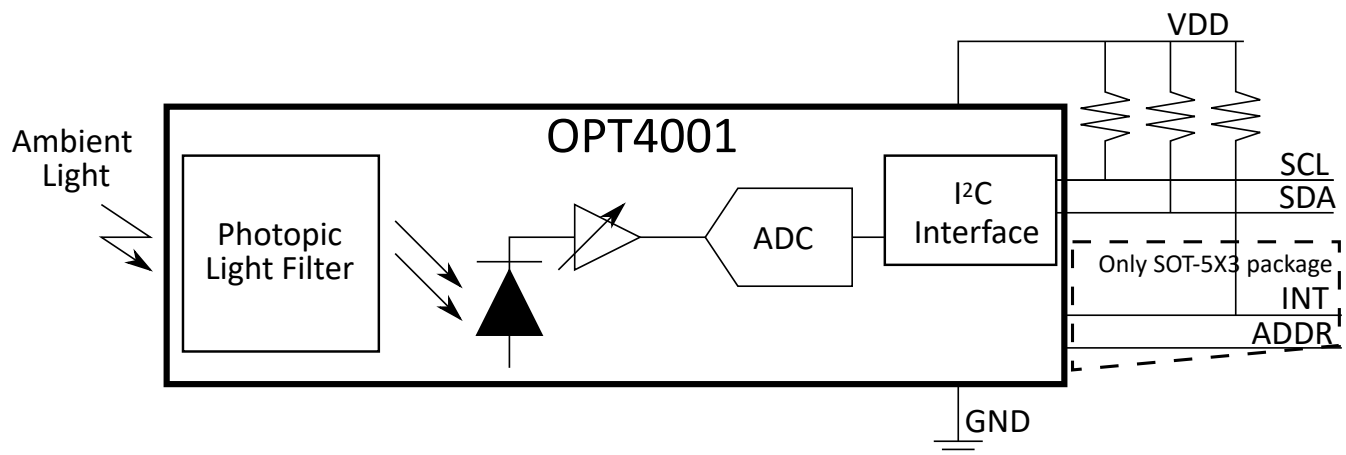 VDD
OPT4001
Ambient
Light
Photopic
Light Filter
ADC
I²C
Interface
SCL
SDA
Only SOT-5X3 package
INT
ADDR
GND